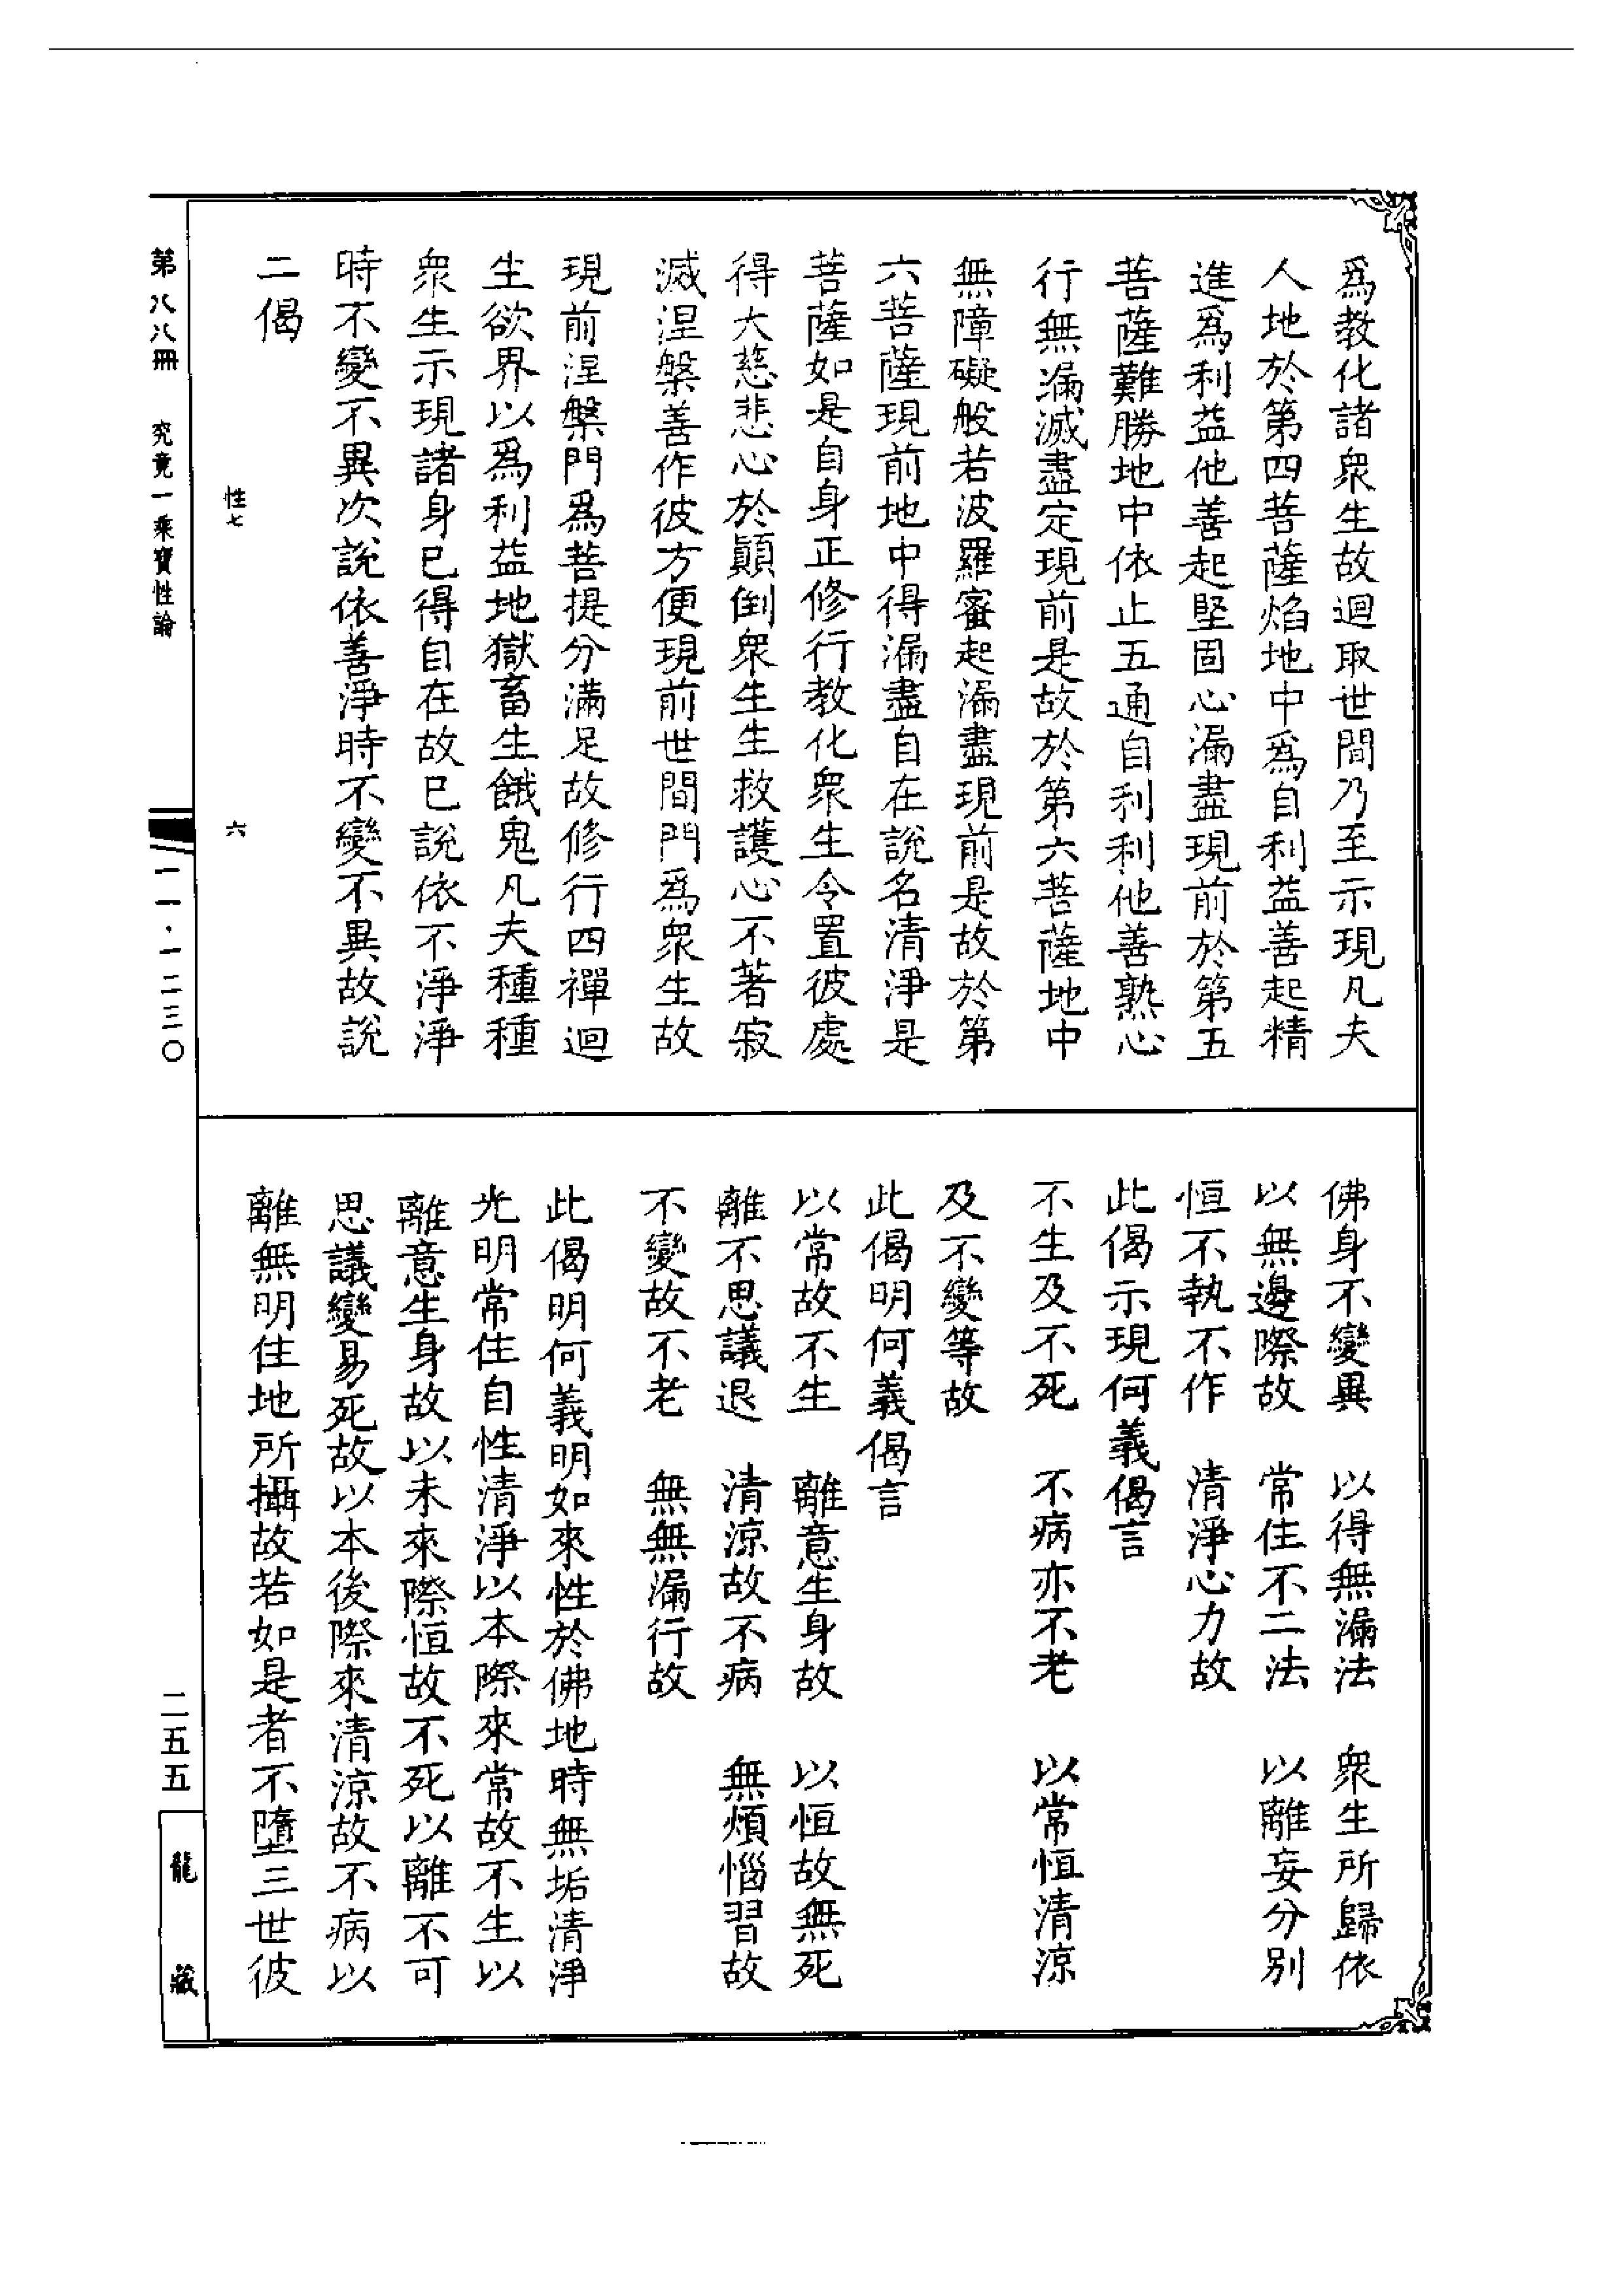 爲教化諸衆生故迴取世間乃至示現凡夫
人地於第四菩薩焰地中爲自利益善起精
進爲利益他善起堅固心漏盡現前於第五
菩薩難勝地中依止五通自利利他善熟心
行無漏滅盡定現前是故於第六菩薩地中
無障礙般若波羅蜜起漏盡現前是故於第
六菩薩現前地中得漏盡自在說名清淨是
菩薩如是自身正修行教化衆生令置彼處
得大慈悲心於顛倒衆生生救護心不著寂
滅涅槃善作彼方便現前世間門爲衆生故
現前涅槃門爲菩提分滿足故修行四禪迴
生欲界以爲利益地獄畜生餓鬼凡夫種種
衆生示現諸身已得自在故已說依不淨淨
時不變不異次說依善淨時不變不異故說
二偈
性七
六
佛身不變異　以得無漏法　衆生所歸依
以無邊際故　常住不二法　以離妄分別
恒不執不作　清淨心力故
此偈示現何義偈言
不生及不死　不病亦不老　以常恒清涼
及不變等故
此偈明何義偈言
以常故不生　離意生身故　以恒故無死
離不思議退　清涼故不病　無煩惱習故
不變故不老　無無漏行故
此偈明何義明如來性於佛地時無垢清淨
光明常住自性清淨以本際來常故不生以
離意生身故以未來際恒故不死以離不可
思議變易死故以本後際來清涼故不病以
離無明住地所攝故若如是者不墮三世彼
第八八冊　究竟一乘寶性論
一一・一二三〇
二五五
龍藏